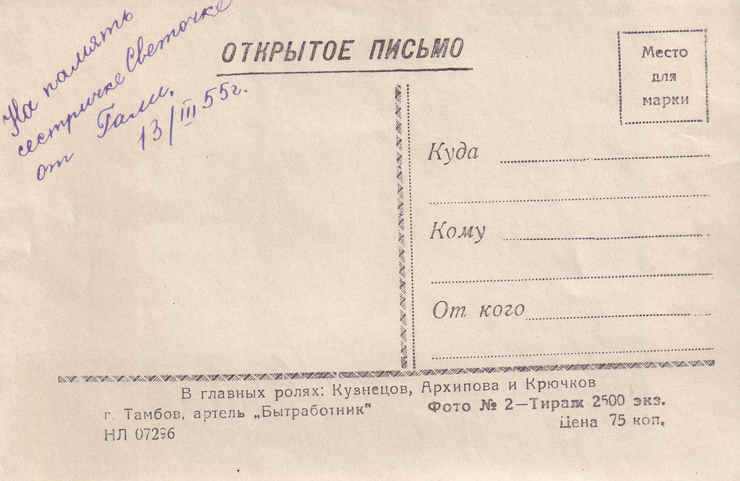 На память
сестричке Светочке
от Гали.
13/III 55г.
ОТКРЫТОЕ ПИСЬМО
Место
для
марки
Куда
Кому
От кого
В главных ролях: Кузнецов, Архипова и Крючков
г. Тамбов, артель „Бытработник"
Фото № 2—Тираж 2500 экз.
НЛ 07296
Цена 75 коп.